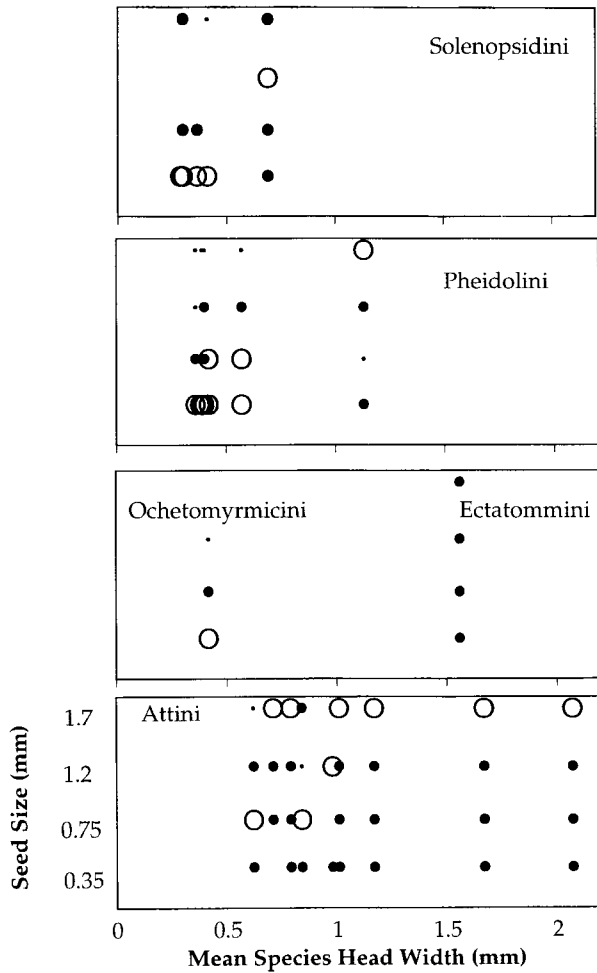 Solenopsidini
Pheidolini
Ochetomyrmicini Ectatommini
Attini
1.7
1.2
0.75
0.35
Seed Size (mm)
0 0.5 1 1.5 2
Mean Species Head Width (mm)